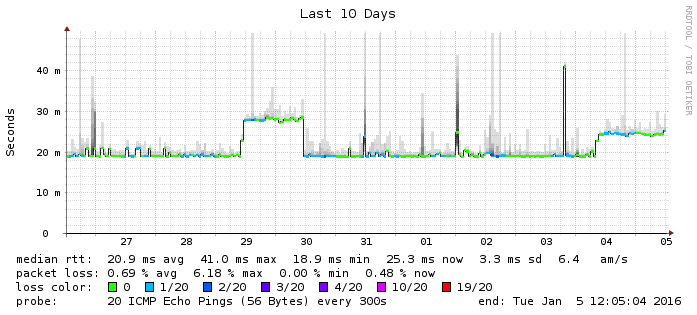 Last 10 Days
RRDTOOL / TOBI OETIKER
Seconds
40 m
30 m
20 m
10 m
0
27 28 29 30 31 01 02 03 04 05
median rtt: 20.9 ms avg 41.0 ms max 18.9 ms min 25.3 ms now 3.3 ms sd 6.4 am/s
packet loss: 0.69 % avg 6.18 % max 0.00 % min 0.48 % now
loss color: 0 1/20 2/20 3/20 4/20 10/20 19/20
probe: 20 ICMP Echo Pings (56 Bytes) every 300s end: Tue Jan 5 12:05:04 2016